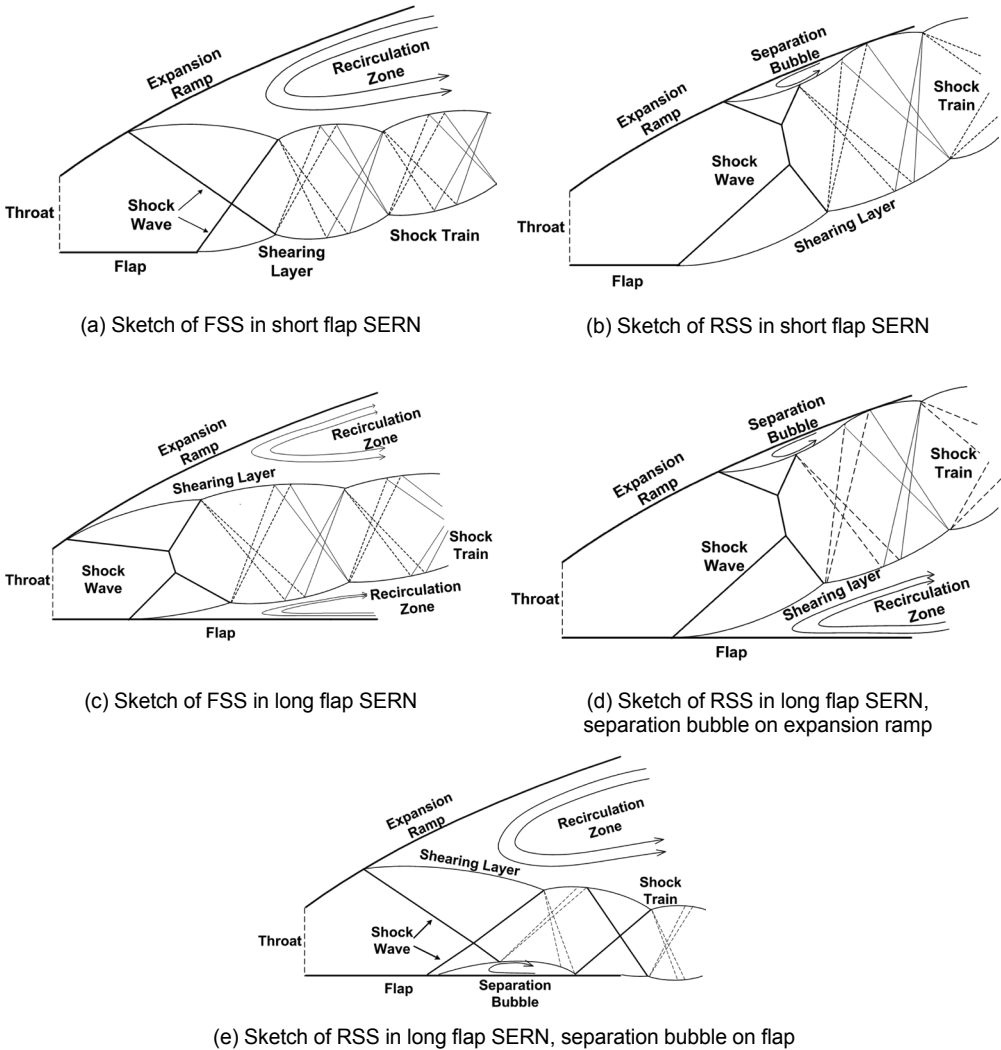 Expansion
Ramp
Recirculation
Zone
Throat
Shock
Wave
Flap
Shearing
Layer
Shock Train
(a) Sketch of FSS in short flap SERN
Separation
Bubble
Expansion
Ramp
Shock
Train
Shock
Wave
Throat
Shearing Layer
Flap
(b) Sketch of RSS in short flap SERN
Expansion
Ramp
Recirculation
Zone
Shearing Layer
Throat
Shock
Wave
Shock
Train
Recirculation
Zone
Flap
(c) Sketch of FSS in long flap SERN
Separation
Bubble
Expansion
Ramp
Shock
Train
Shock
Wave
Throat
Shearing layer
Recirculation
Zone
Flap
(d) Sketch of RSS in long flap SERN,
separation bubble on expansion ramp
Expansion
Ramp
Recirculation
Zone
Shearing Layer
Shock
Train
Throat
Shock
Wave
Flap
Separation
Bubble
(e) Sketch of RSS in long flap SERN, separation bubble on flap